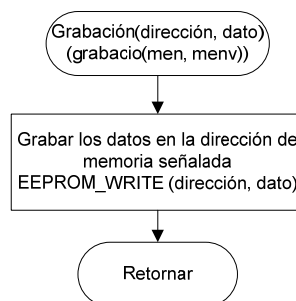 Grabación(dirección, dato)
(grabacio(men, menv))
Grabar los datos en la dirección de
memoria señalada
EEPROM_WRITE (dirección, dato)
Retornar